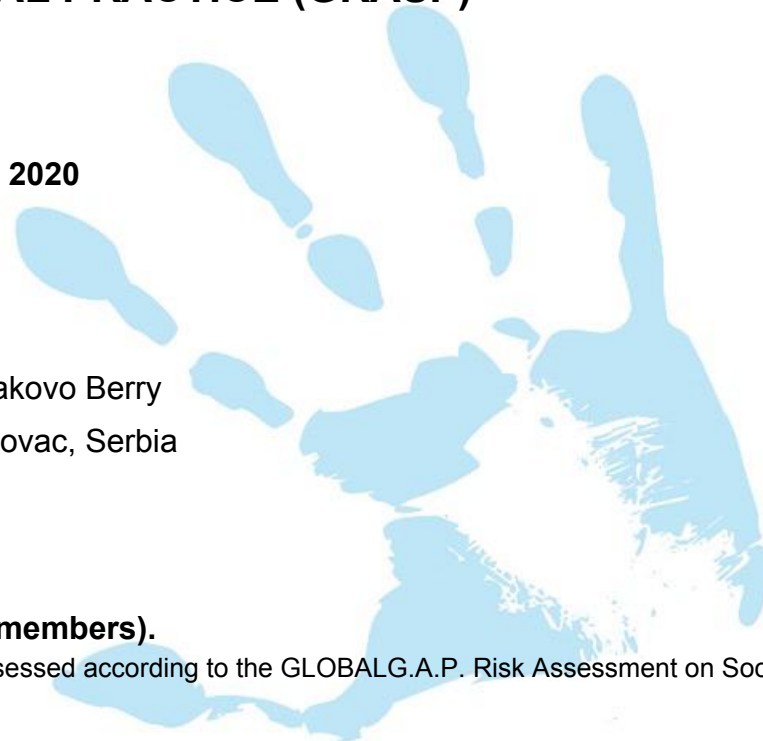 2020
akovo Berry
ovac, Serbia
members).
sessed according to the GLOBALG.A.P. Risk Assessment on Soc